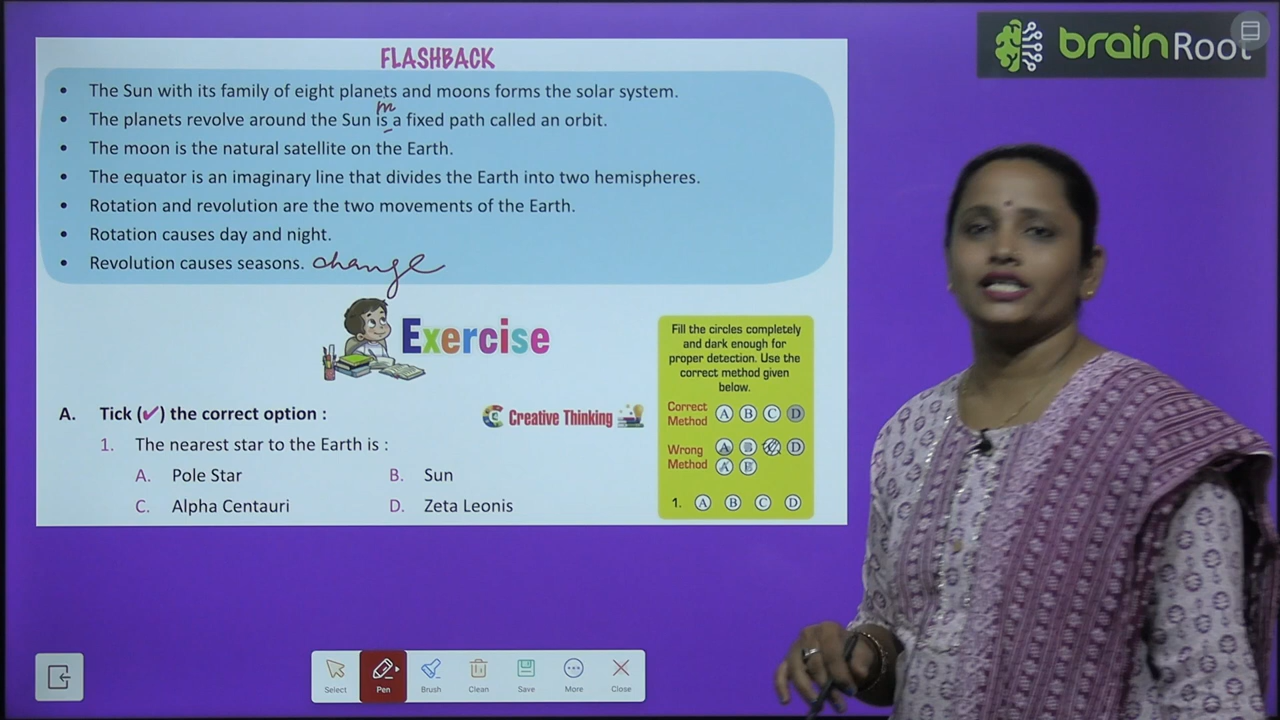 brainRoot
FLASHBACK
• The Sun with its family of eight planets and moons forms the solar system.
m
• The planets revolve around the Sun is a fixed path called an orbit.
• The moon is the natural satellite on the Earth.
• The equator is an imaginary line that divides the Earth into two hemispheres.
• Rotation and revolution are the two movements of the Earth.
• Rotation causes day and night.
• Revolution causes seasons. change
Exercise
A. Tick (✔) the correct option :
Creative Thinking
1. The nearest star to the Earth is :
A. Pole Star B. Sun
C. Alpha Centauri D. Zeta Leonis
Fill the circles completely
and dark enough for
proper detection. Use the
correct method given
below.
Correct
Method A B C D
Wrong
Method A B D
A
1. A B C D
Select Pen Brush Clean Save More Close